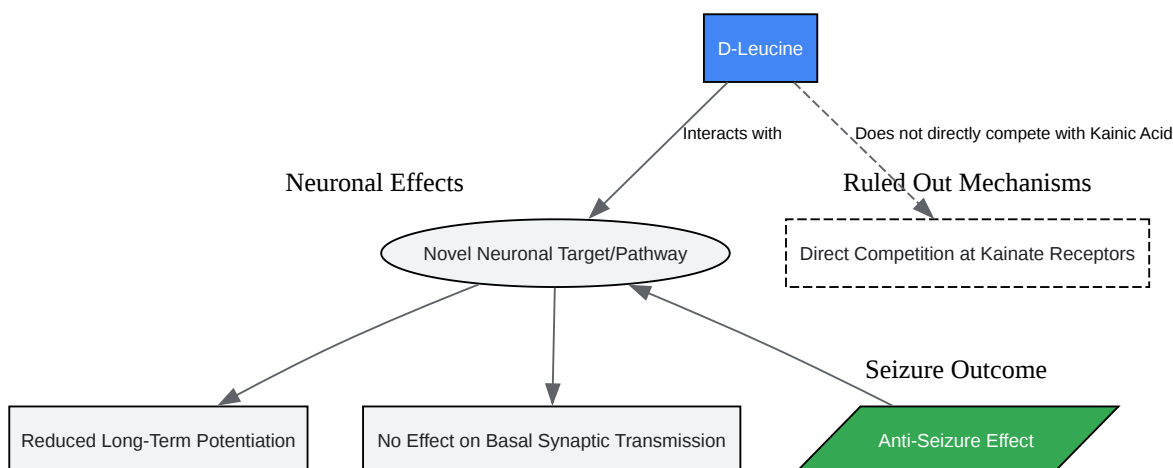 D-Leucine
Interacts with
Does not directly compete with Kainic Acid
Neuronal Effects
Ruled Out Mechanisms
Novel Neuronal Target/Pathway
Direct Competition at Kainate Receptors
Seizure Outcome
Reduced Long-Term Potentiation
No Effect on Basal Synaptic Transmission
Anti-Seizure Effect